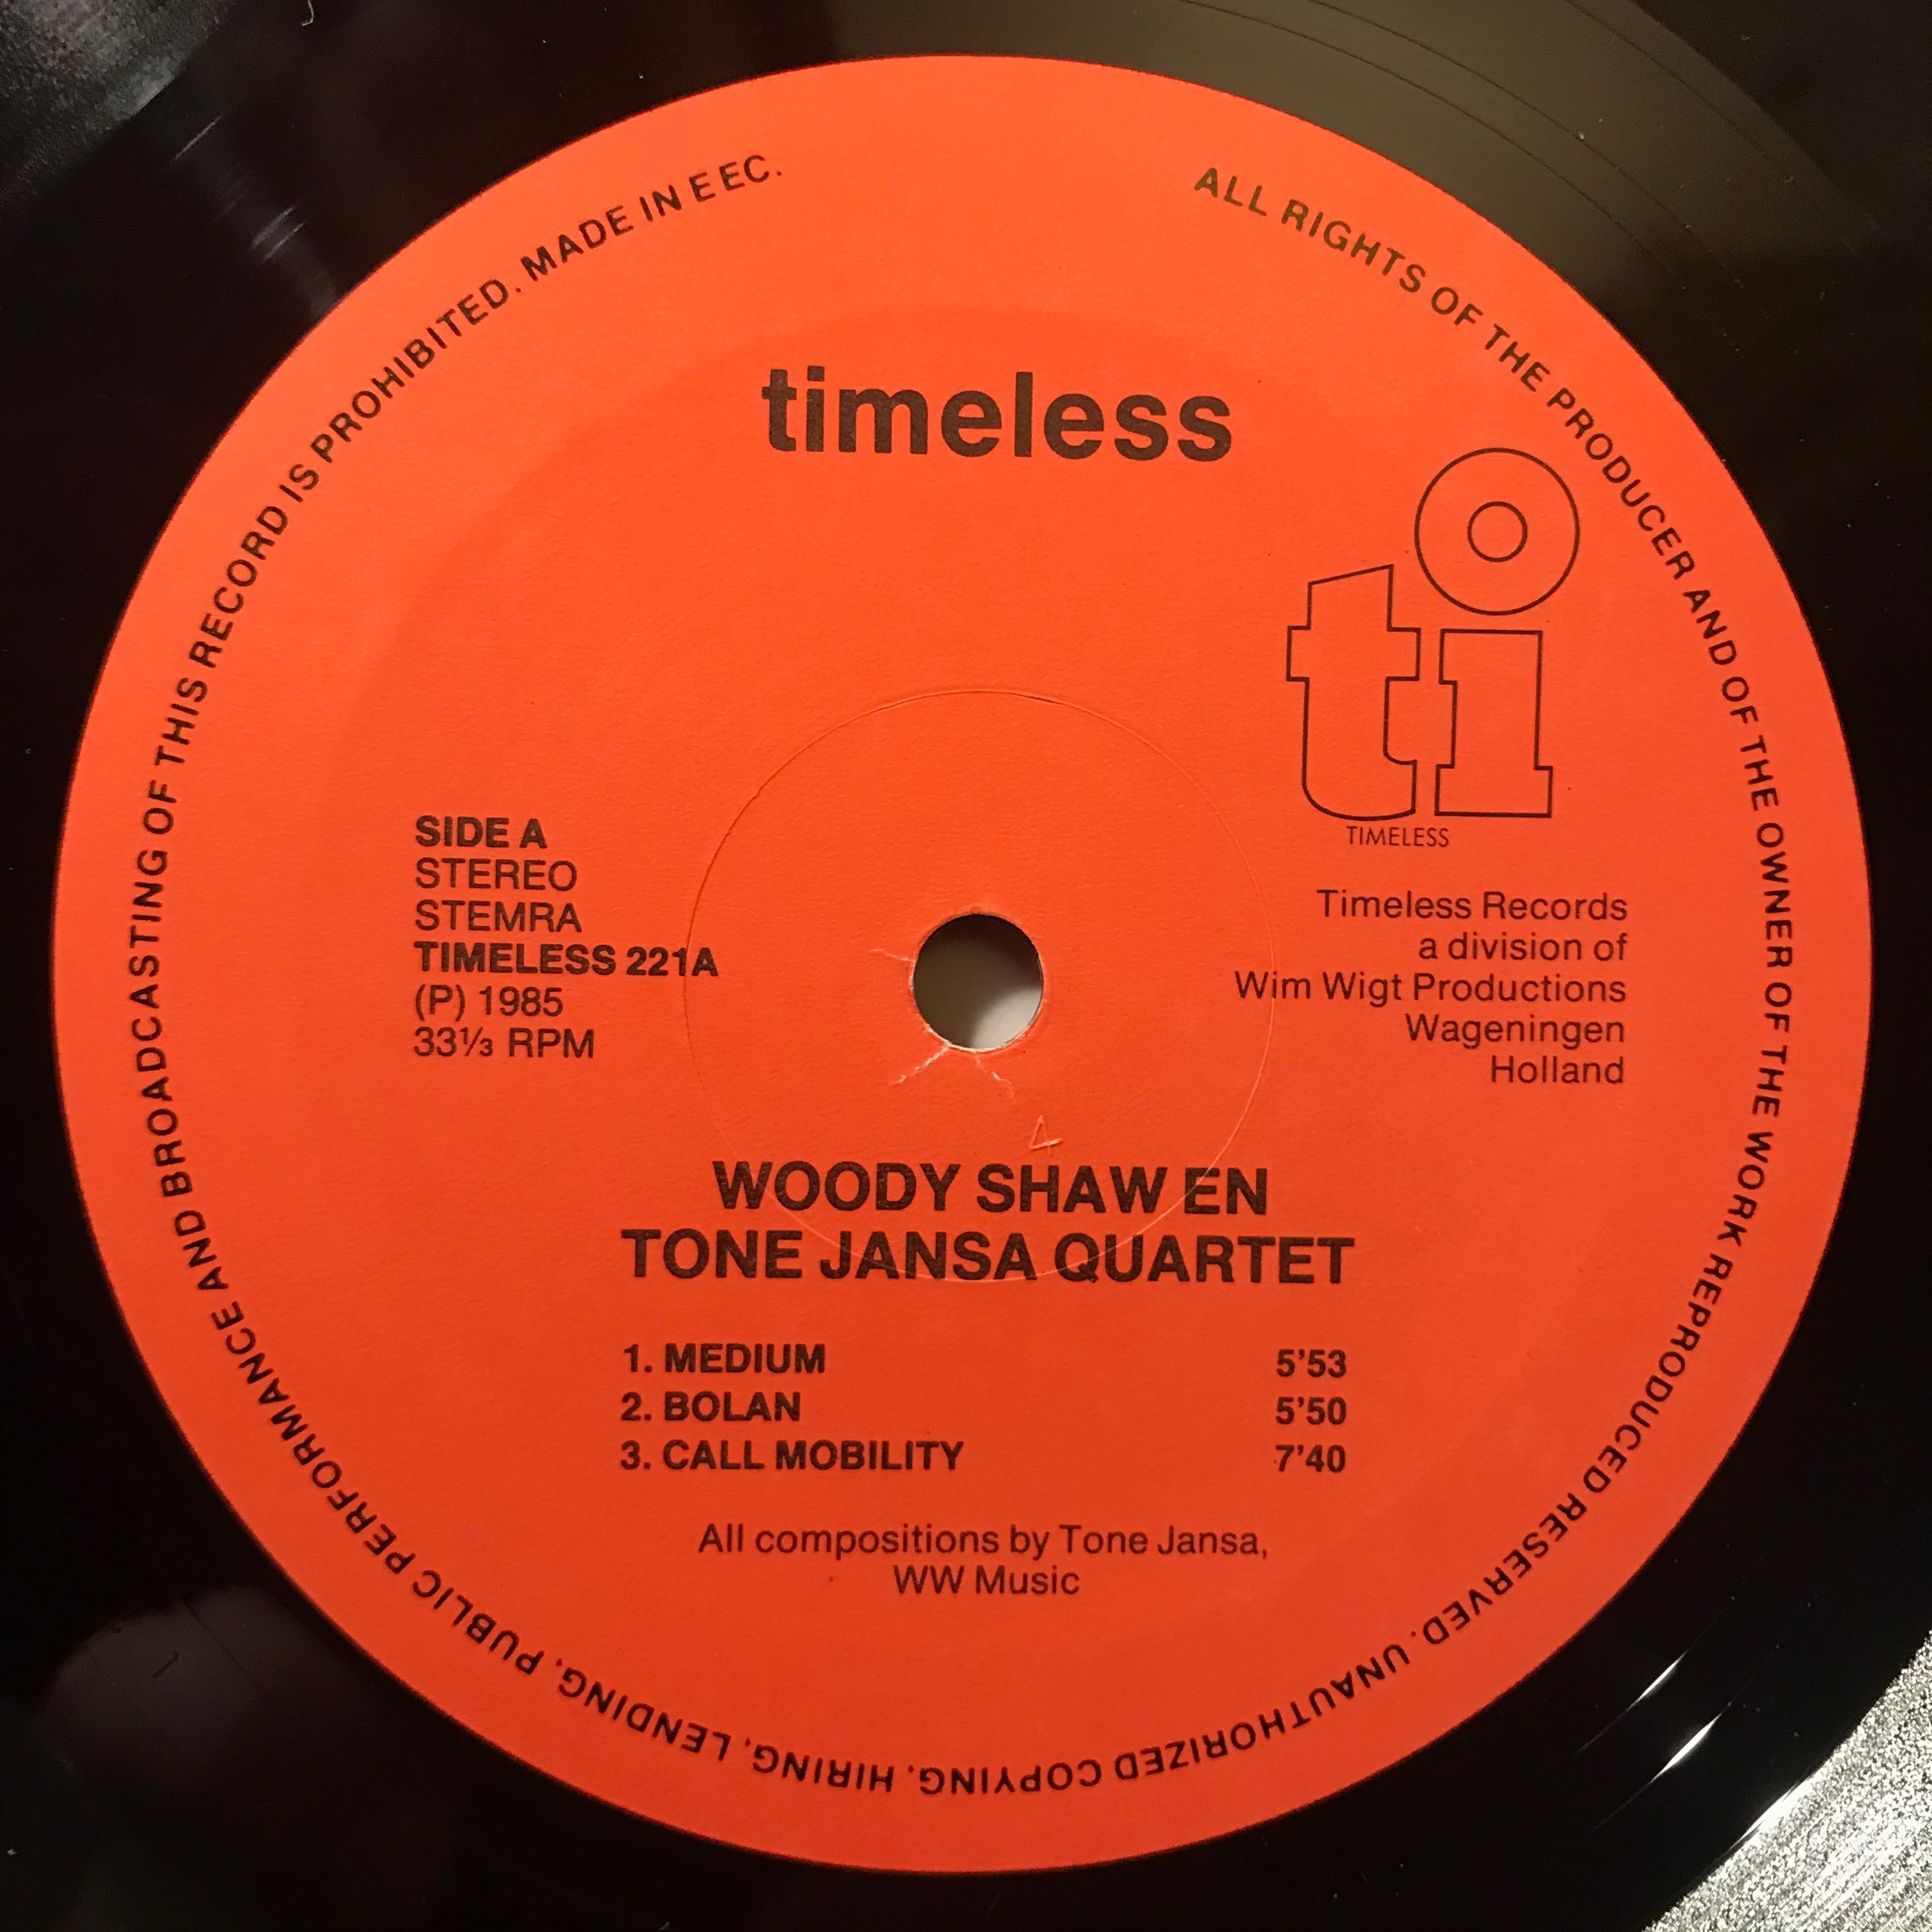 ALL RIGHTS OF THE PRODUCER AND OF THE OWNER OF THE WORK REPRODUCED RESERVED. UNAUTHORIZED COPYING, HIRING, LENDING, PUBLIC PERFORMANCE AND BROADCASTING OF THIS RECORD IS PROHIBITED. MADE IN EEC.
timeless
ti
TIMELESS
SIDE A
STEREO
STEMRA
TIMELESS 221A
(P) 1985
33⅓ RPM
Timeless Records
a division of
Wim Wigt Productions
Wageningen
Holland
4
WOODY SHAW EN
TONE JANSA QUARTET
1. MEDIUM 5'53
2. BOLAN 5'50
3. CALL MOBILITY 7'40
All compositions by Tone Jansa,
WW Music